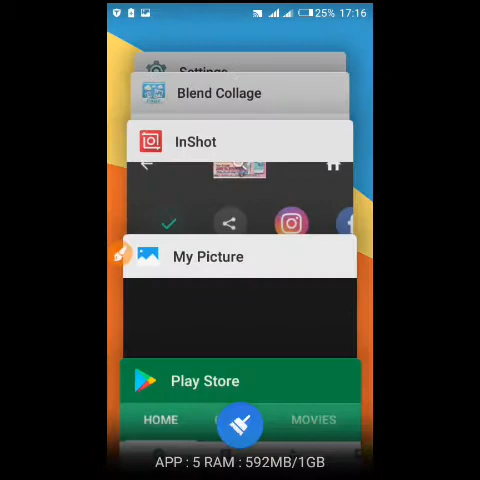 25% 17:16
Settings
Blend Collage
InShot
My Picture
Play Store
HOME
MOVIES
APP : 5 RAM : 592MB/1GB